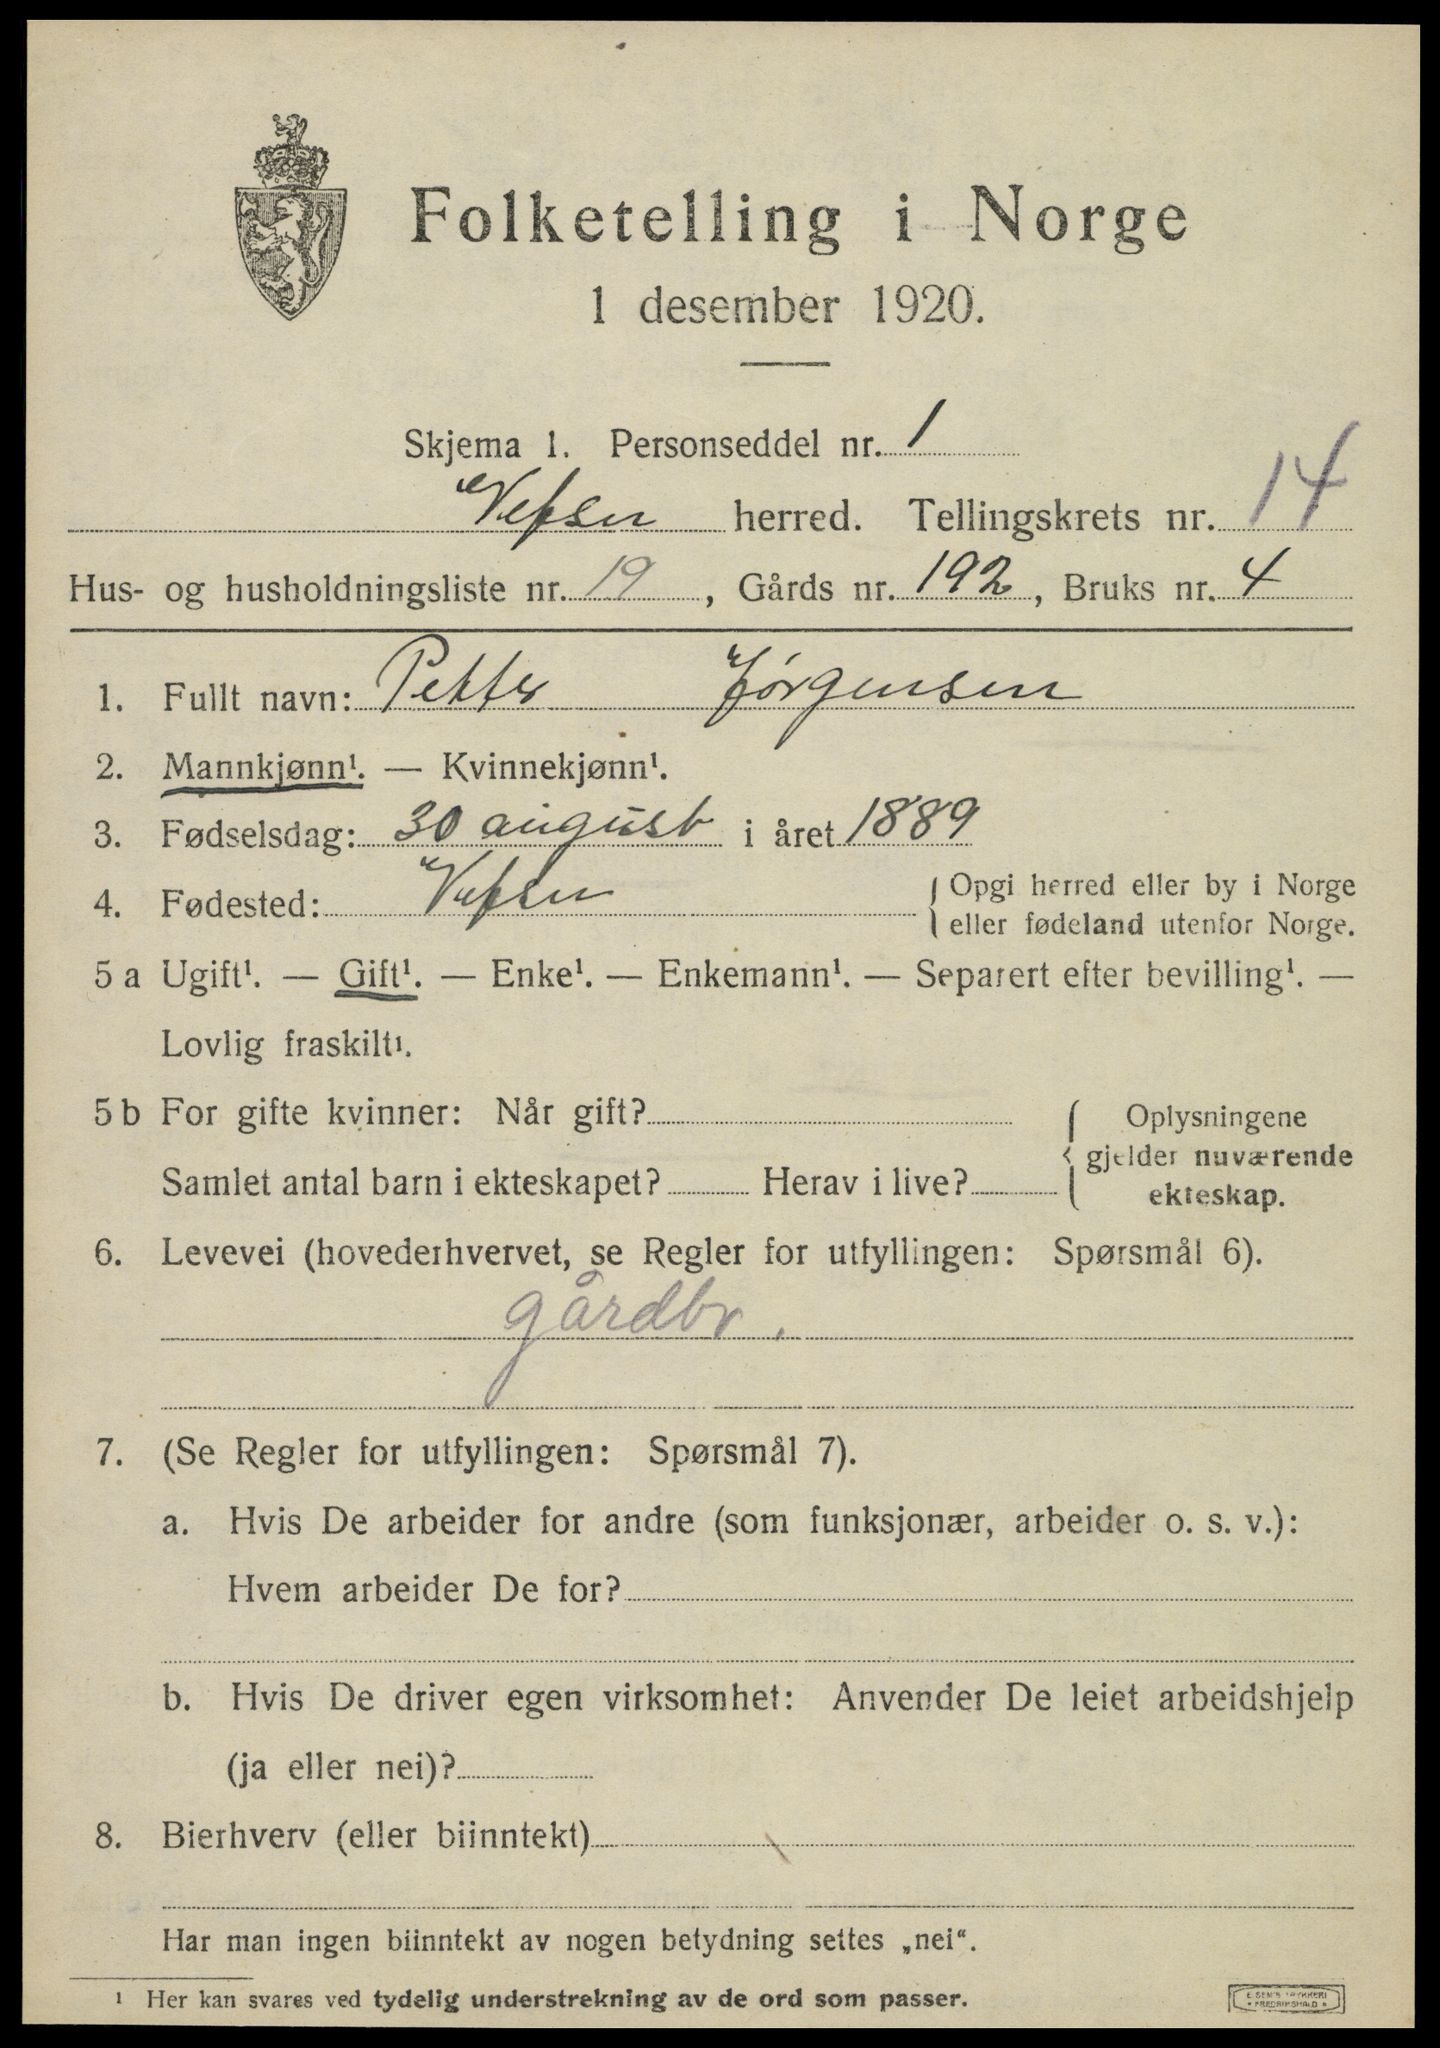 Folketelling i Norge
1 desember 1920.
Skjema 1. Personseddel nr. 1
Vefsn herred. Tellingskrets nr. 14
Hus- og husholdningsliste nr. 19, Gårds nr. 192, Bruks nr. 4
1. Fullt navn: Petter Jørgensen
2. Mannkjønn¹. — Kvinnekjønn¹.
3. Fødselsdag: 30 august i året 1889
4. Fødested: Vefsn { Opgi herred eller by i Norge
eller fødeland utenfor Norge.
5 a Ugift¹. — Gift¹. — Enke¹. — Enkemann¹. — Separert efter bevilling¹. —
Lovlig fraskilt¹.
5 b For gifte kvinner: Når gift? { Oplysningene
gjelder nuværende
Samlet antal barn i ekteskapet? Herav i live? ekteskap.
6. Levevei (hovederhvervet, se Regler for utfyllingen: Spørsmål 6).
gårdbr.
7. (Se Regler for utfyllingen: Spørsmål 7).
a. Hvis De arbeider for andre (som funksjonær, arbeider o. s. v.):
Hvem arbeider De for?
b. Hvis De driver egen virksomhet: Anvender De leiet arbeidshjelp
(ja eller nei)?
8. Bierhverv (eller biinntekt)
Har man ingen biinntekt av nogen betydning settes „nei“.
¹ Her kan svares ved tydelig understrekning av de ord som passer.
FREDRIKSHALD